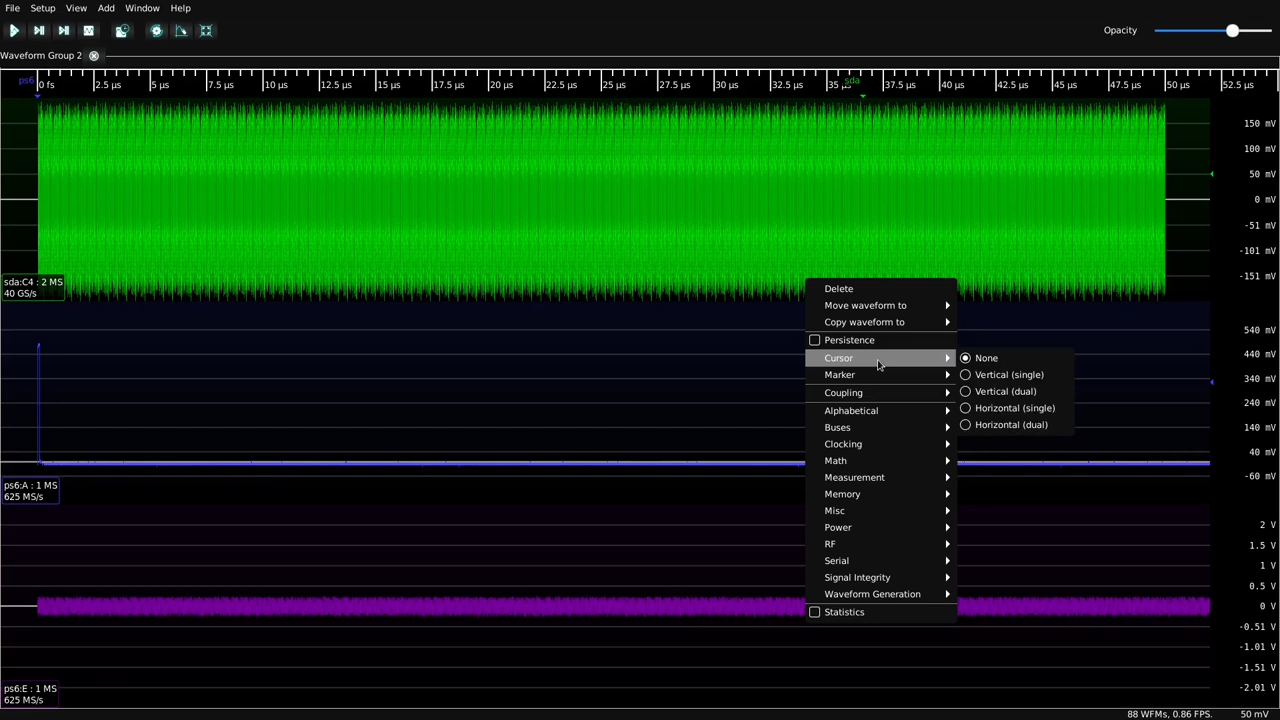 File Setup View Add Window Help
Opacity
Waveform Group 2
ps6 sda
0 fs 2.5 µs 5 µs 7.5 µs 10 µs 12.5 µs 15 µs 17.5 µs 20 µs 22.5 µs 25 µs 27.5 µs 30 µs 32.5 µs 35 µs 37.5 µs 40 µs 42.5 µs 45 µs 47.5 µs 50 µs 52.5 µs
150 mV
100 mV
50 mV
0 mV
-51 mV
-101 mV
-151 mV
sda:C4 : 2 MS
40 GS/s
540 mV
440 mV
340 mV
240 mV
140 mV
40 mV
-60 mV
ps6:A : 1 MS
625 MS/s
2 V
1.5 V
1 V
0.5 V
0 V
-0.51 V
-1.01 V
-1.51 V
-2.01 V
ps6:E : 1 MS
625 MS/s
Delete
Move waveform to
Copy waveform to
Persistence
Cursor
Marker
Coupling
Alphabetical
Buses
Clocking
Math
Measurement
Memory
Misc
Power
RF
Serial
Signal Integrity
Waveform Generation
Statistics
None
Vertical (single)
Vertical (dual)
Horizontal (single)
Horizontal (dual)
88 WFMs, 0.86 FPS. 50 mV